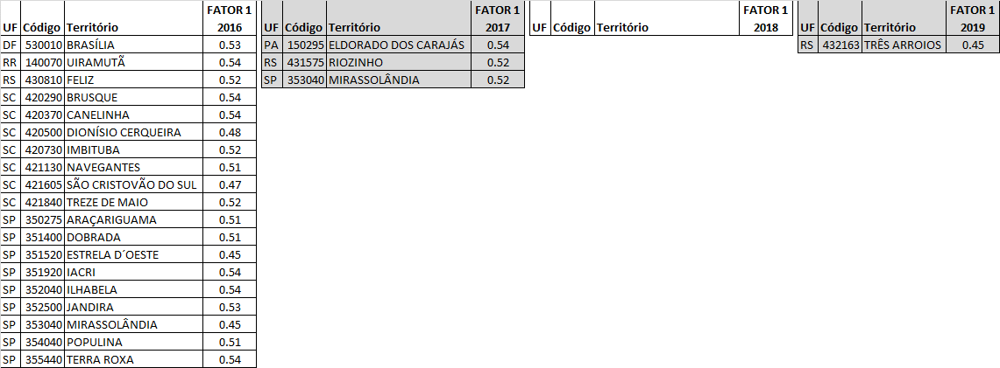 FATOR 1 FATOR 1 FATOR 1 FATOR 1
UF Código Território 2016 UF Código Território 2017 UF Código Território 2018 UF Código Território 2019
DF 530010 BRASÍLIA 0.53 PA 150295 ELDORADO DOS CARAJÁS 0.54 RS 432163 TRÊS ARROIOS 0.45
RR 140070 UIRAMUTÃ 0.54 RS 431575 RIOZINHO 0.52
RS 430810 FELIZ 0.52 SP 353040 MIRASSOLÂNDIA 0.52
SC 420290 BRUSQUE 0.54
SC 420370 CANELINHA 0.54
SC 420500 DIONÍSIO CERQUEIRA 0.48
SC 420730 IMBITUBA 0.52
SC 421130 NAVEGANTES 0.51
SC 421605 SÃO CRISTOVÃO DO SUL 0.47
SC 421840 TREZE DE MAIO 0.52
SP 350275 ARAÇARIGUAMA 0.51
SP 351400 DOBRADA 0.51
SP 351520 ESTRELA D´OESTE 0.45
SP 351920 IACRI 0.54
SP 352040 ILHABELA 0.54
SP 352500 JANDIRA 0.53
SP 353040 MIRASSOLÂNDIA 0.45
SP 354040 POPULINA 0.51
SP 355440 TERRA ROXA 0.54